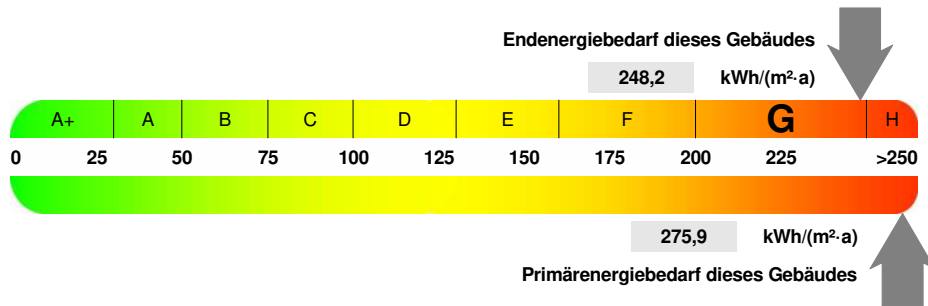 Endenergiebedarf dieses Gebäudes
248,2 kWh/(m²·a)
A+ A B C D E F G H
0 25 50 75 100 125 150 175 200 225 >250
275,9 kWh/(m²·a)
Primärenergiebedarf dieses Gebäudes